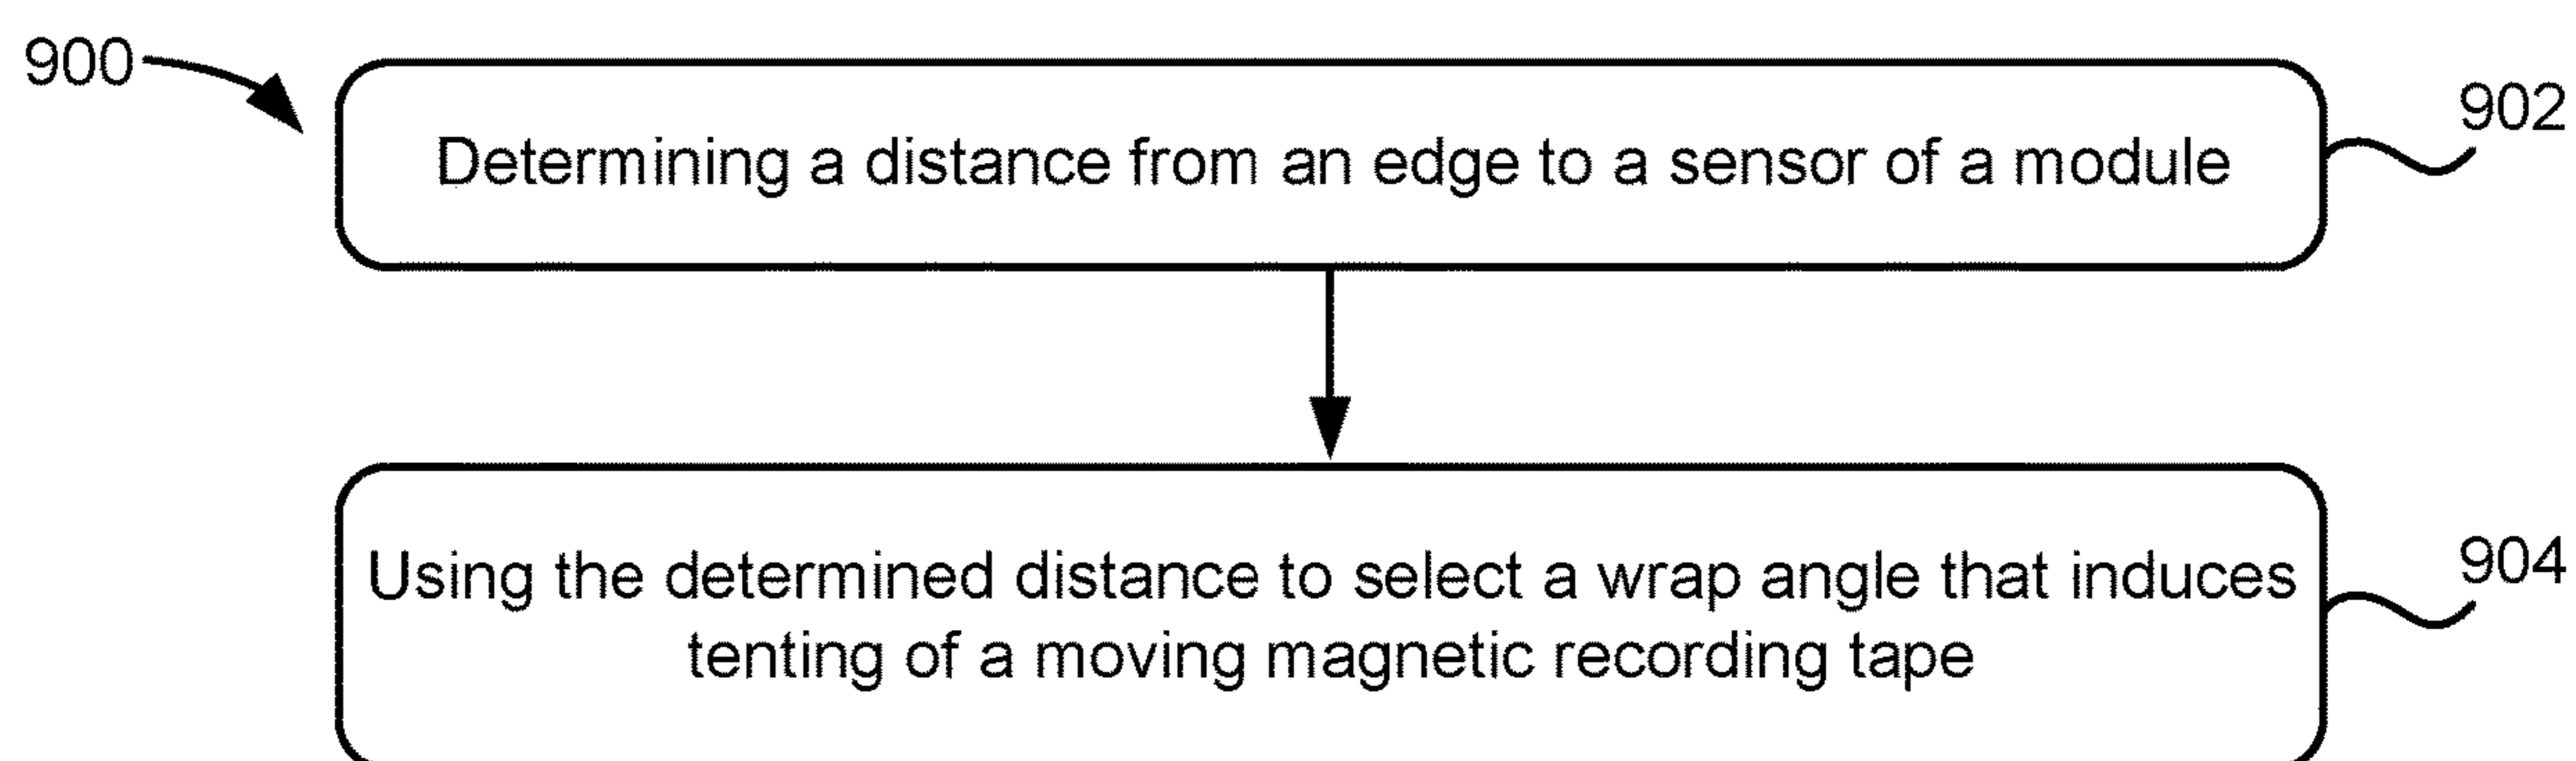 900
Determining a distance from an edge to a sensor of a module
902
Using the determined distance to select a wrap angle that induces
tenting of a moving magnetic recording tape
904